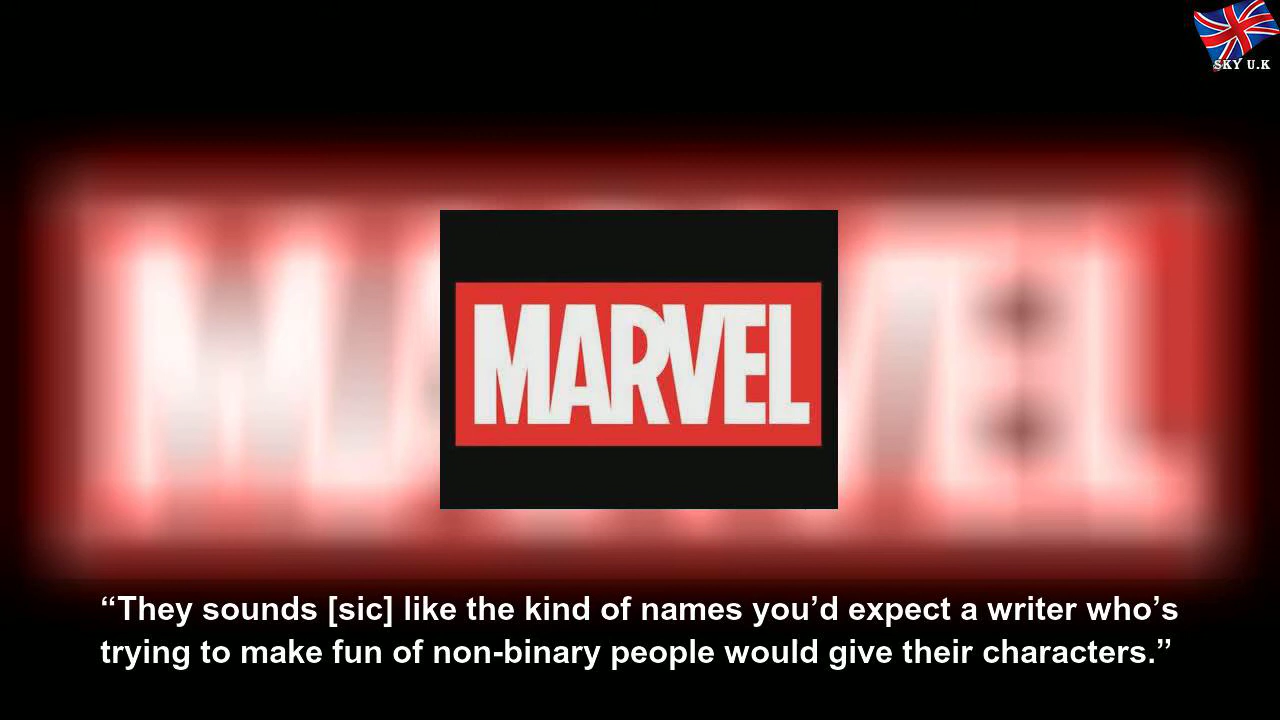 SKY U.K
MARVEL
“They sounds [sic] like the kind of names you’d expect a writer who’s
trying to make fun of non-binary people would give their characters.”